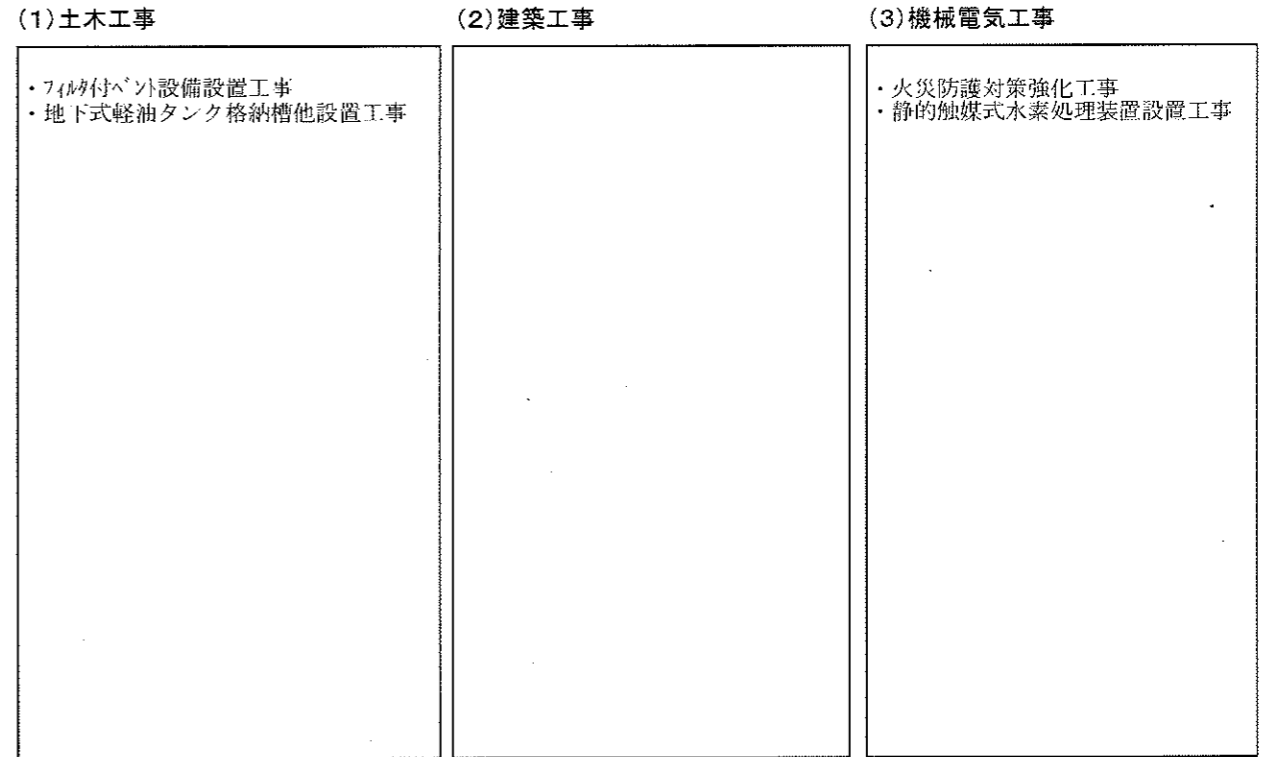 (1)土木工事
・フィルタ付ベント設備設置工事
・地下式軽油タンク格納槽他設置工事
(2)建築工事
(3)機械電気工事
・火災防護対策強化工事
・静的触媒式水素処理装置設置工事